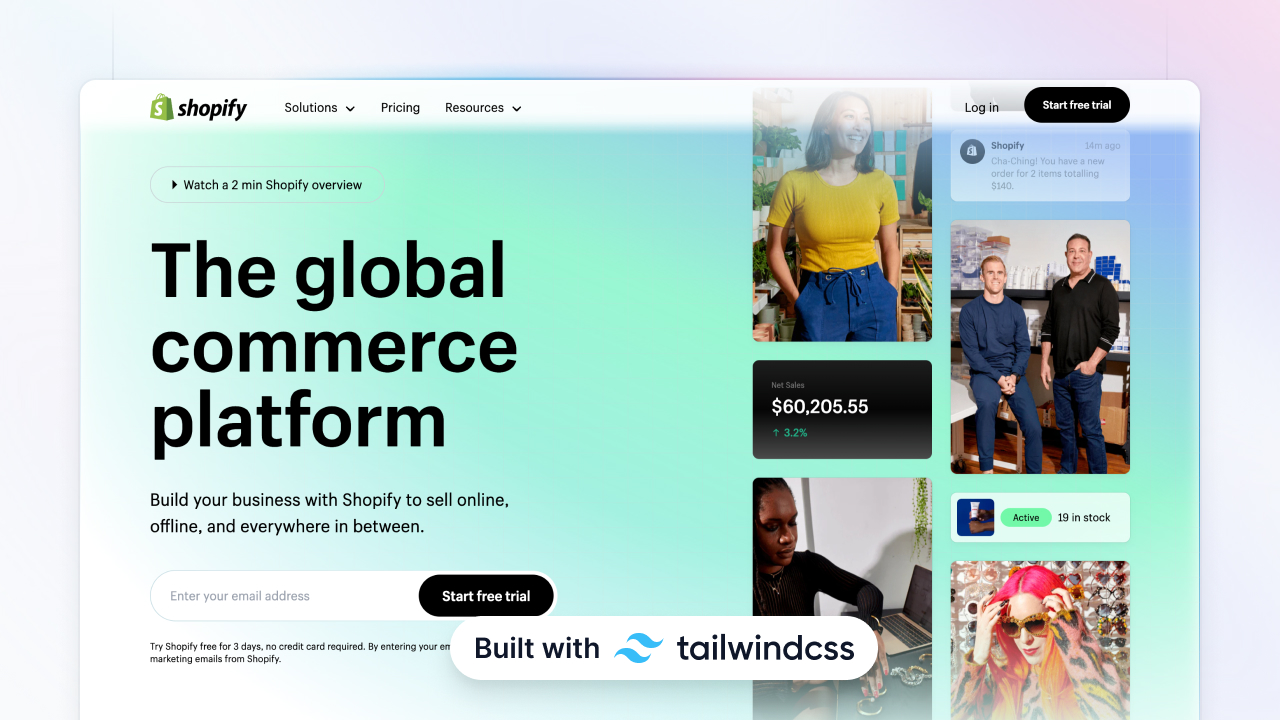 shopify
Solutions
Pricing
Resources
Log in
Start free trial
Watch a 2 min Shopify overview
The global
commerce
platform
Build your business with Shopify to sell online,
offline, and everywhere in between.
Enter your email address
Start free trial
Try Shopify free for 3 days, no credit card required. By entering your
marketing emails from Shopify.
Net Sales
$60,205.55
↑ 3.2%
Shopify 14m ago
Cha-Ching! You have a new
order for 2 items totalling
$140.
Active 19 in stock
Built with tailwindcss